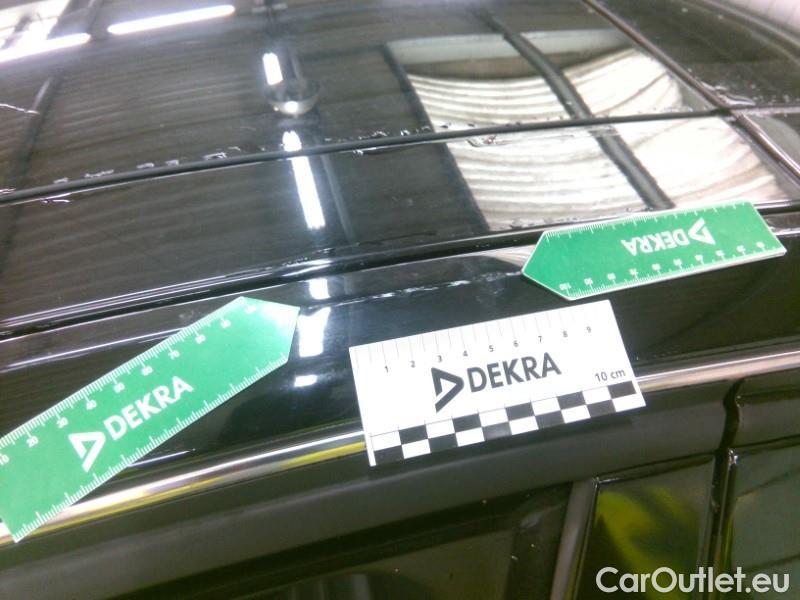 DEKRA
DEKRA
1 2 3 4 5 6 7 8 9
DEKRA
10 cm
CarOutlet.eu